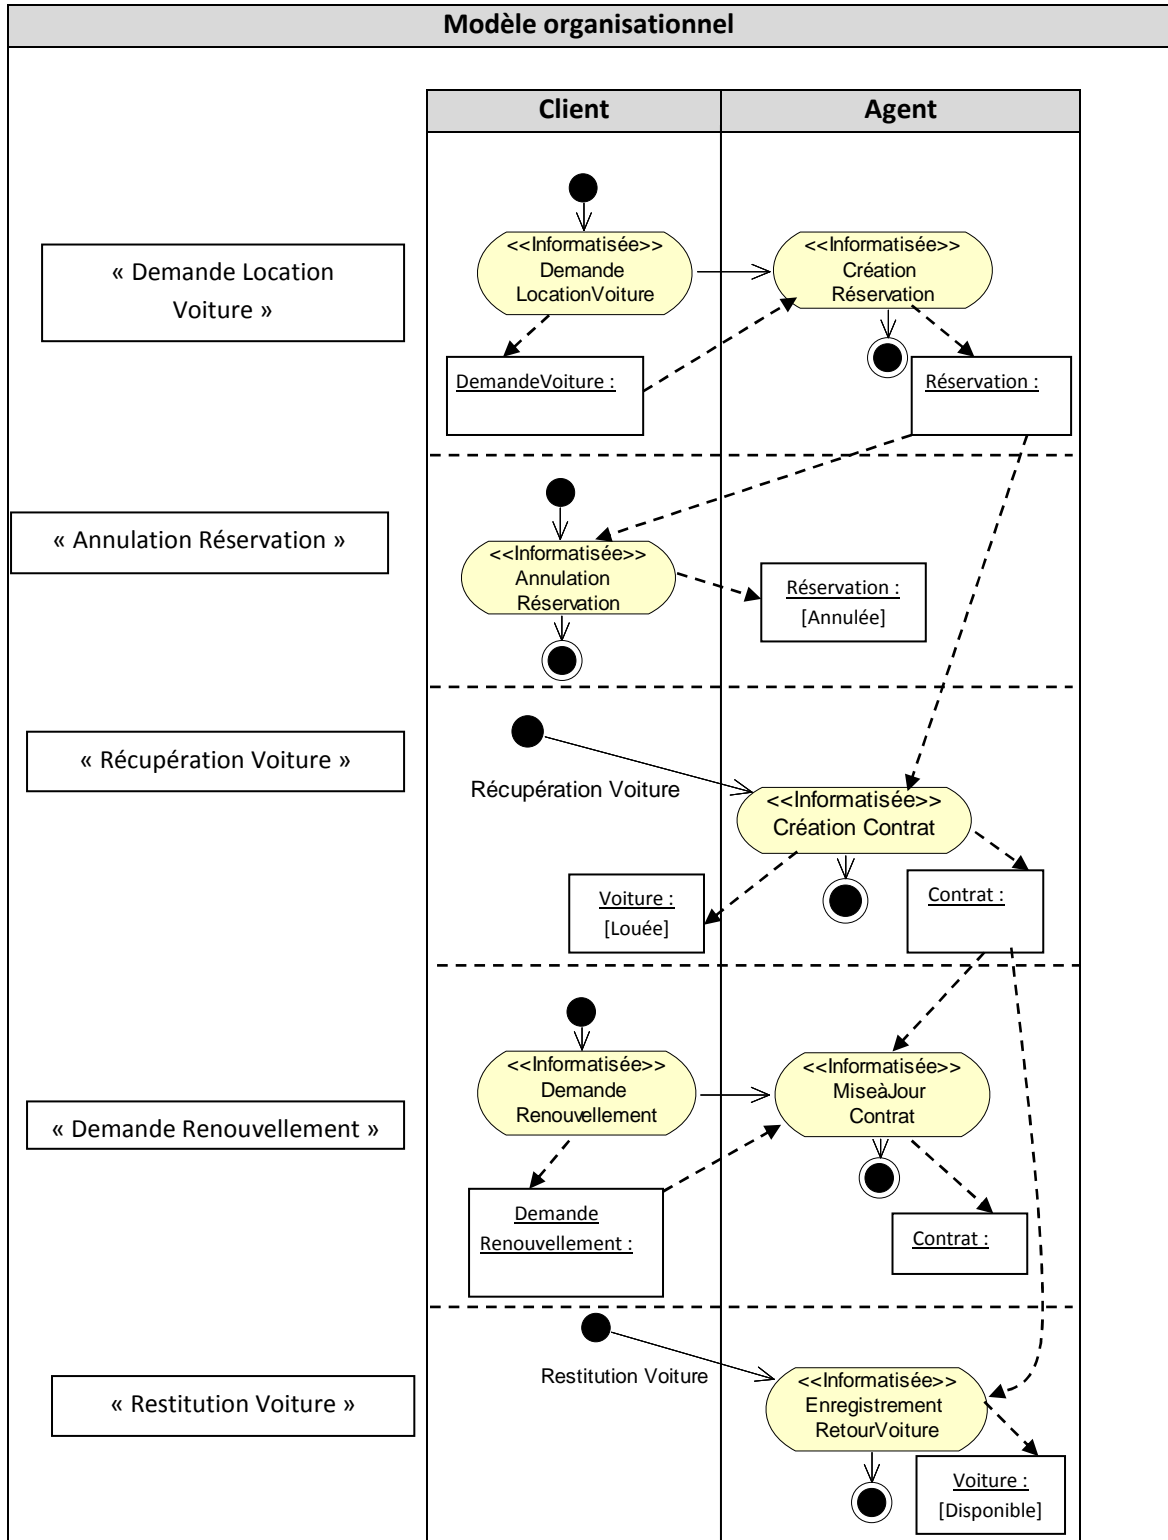 Modèle organisationnel
Client
Agent
« Demande Location
Voiture »
<<Informatisée>>
Demande
LocationVoiture
<<Informatisée>>
Création
Réservation
DemandeVoiture :
Réservation :
« Annulation Réservation »
<<Informatisée>>
Annulation
Réservation
Réservation :
[Annulée]
« Récupération Voiture »
Récupération Voiture
<<Informatisée>>
Création Contrat
Voiture :
[Louée]
Contrat :
« Demande Renouvellement »
<<Informatisée>>
Demande
Renouvellement
<<Informatisée>>
MiseàJour
Contrat
Demande
Renouvellement :
Contrat :
« Restitution Voiture »
Restitution Voiture
<<Informatisée>>
Enregistrement
RetourVoiture
Voiture :
[Disponible]